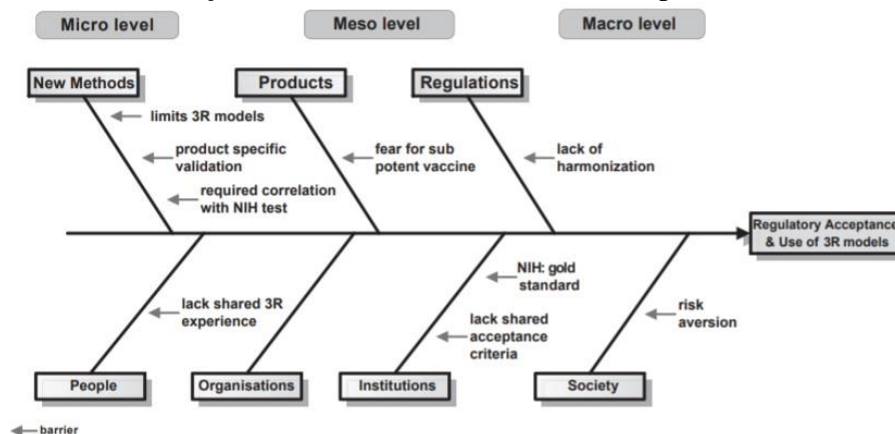 Micro level
Meso level
Macro level
New Methods
Products
Regulations
limits 3R models
product specific
validation
required correlation
with NIH test
fear for sub
potent vaccine
lack of
harmonization
Regulatory Acceptance
& Use of 3R models
lack shared 3R
experience
NIH: gold
standard
lack shared
acceptance
criteria
risk
aversion
People
Organisations
Institutions
Society
barrier